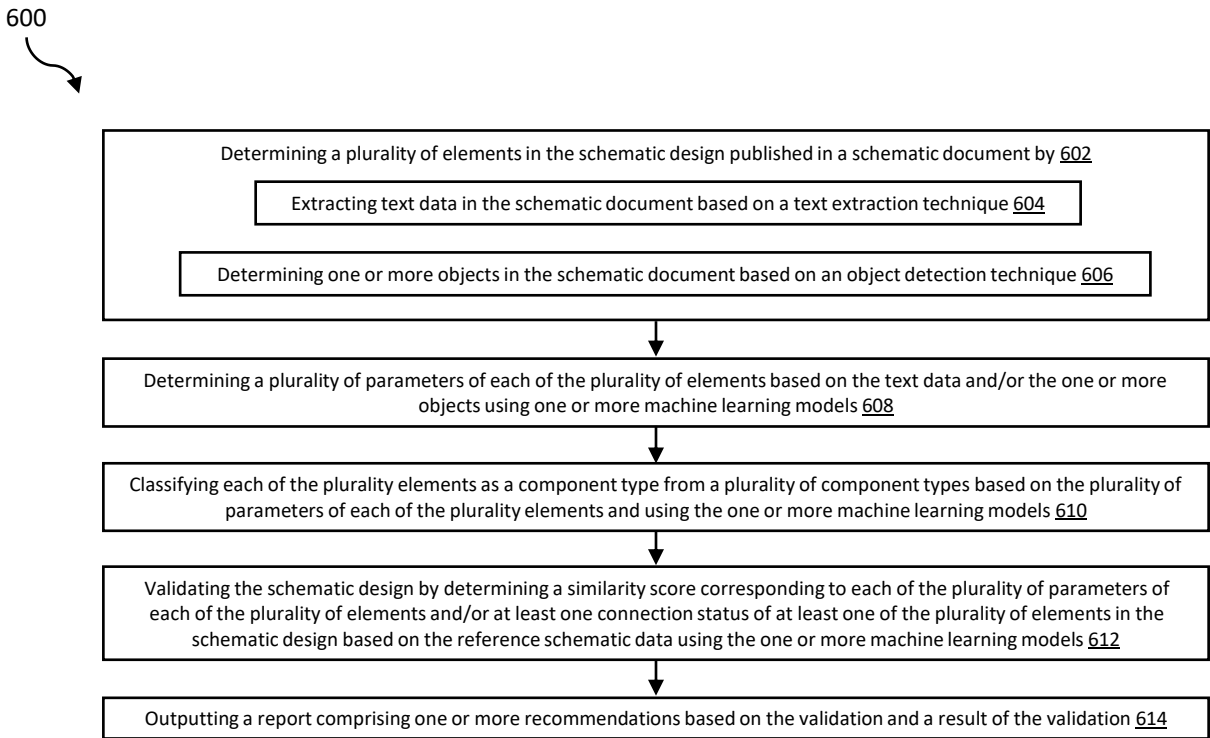 600
Determining a plurality of elements in the schematic design published in a schematic document by 602
Extracting text data in the schematic document based on a text extraction technique 604
Determining one or more objects in the schematic document based on an object detection technique 606
Determining a plurality of parameters of each of the plurality of elements based on the text data and/or the one or more
objects using one or more machine learning models 608
Classifying each of the plurality elements as a component type from a plurality of component types based on the plurality of
parameters of each of the plurality elements and using the one or more machine learning models 610
Validating the schematic design by determining a similarity score corresponding to each of the plurality of parameters of
each of the plurality of elements and/or at least one connection status of at least one of the plurality of elements in the
schematic design based on the reference schematic data using the one or more machine learning models 612
Outputting a report comprising one or more recommendations based on the validation and a result of the validation 614